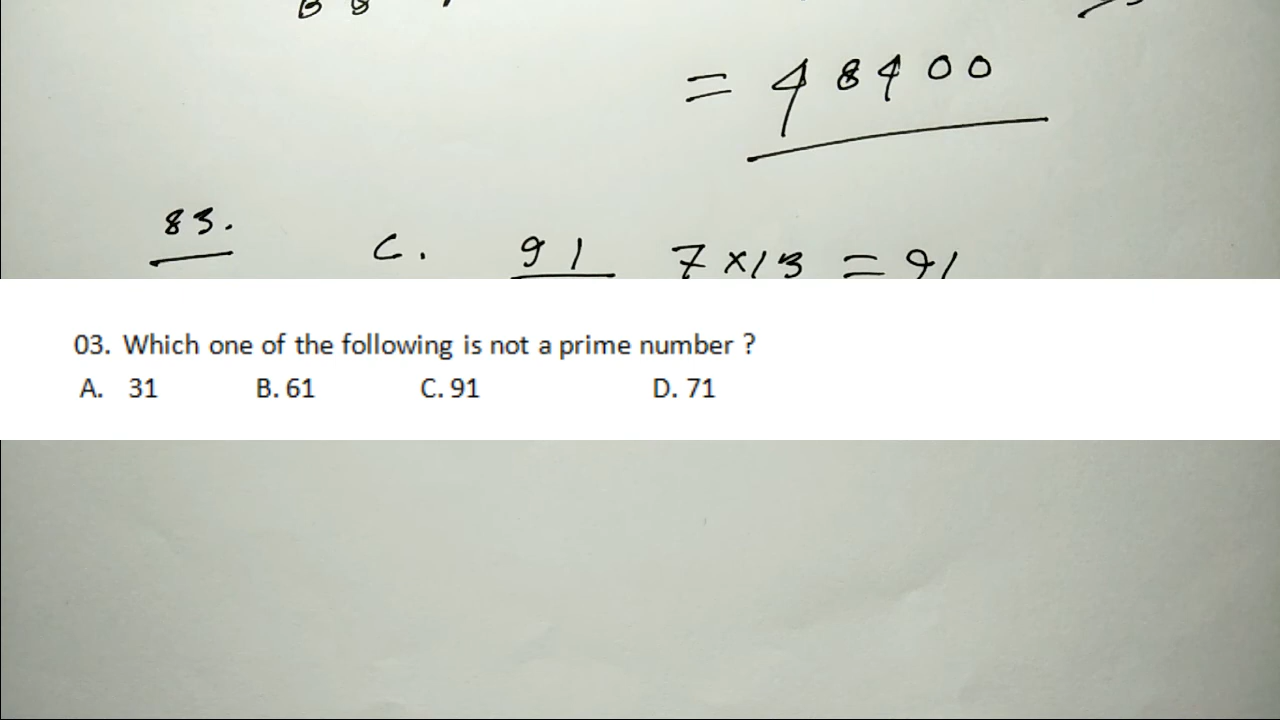 = 48400
83. C. 91 7×13 = 91
03. Which one of the following is not a prime number ?
A. 31 B. 61 C. 91 D. 71